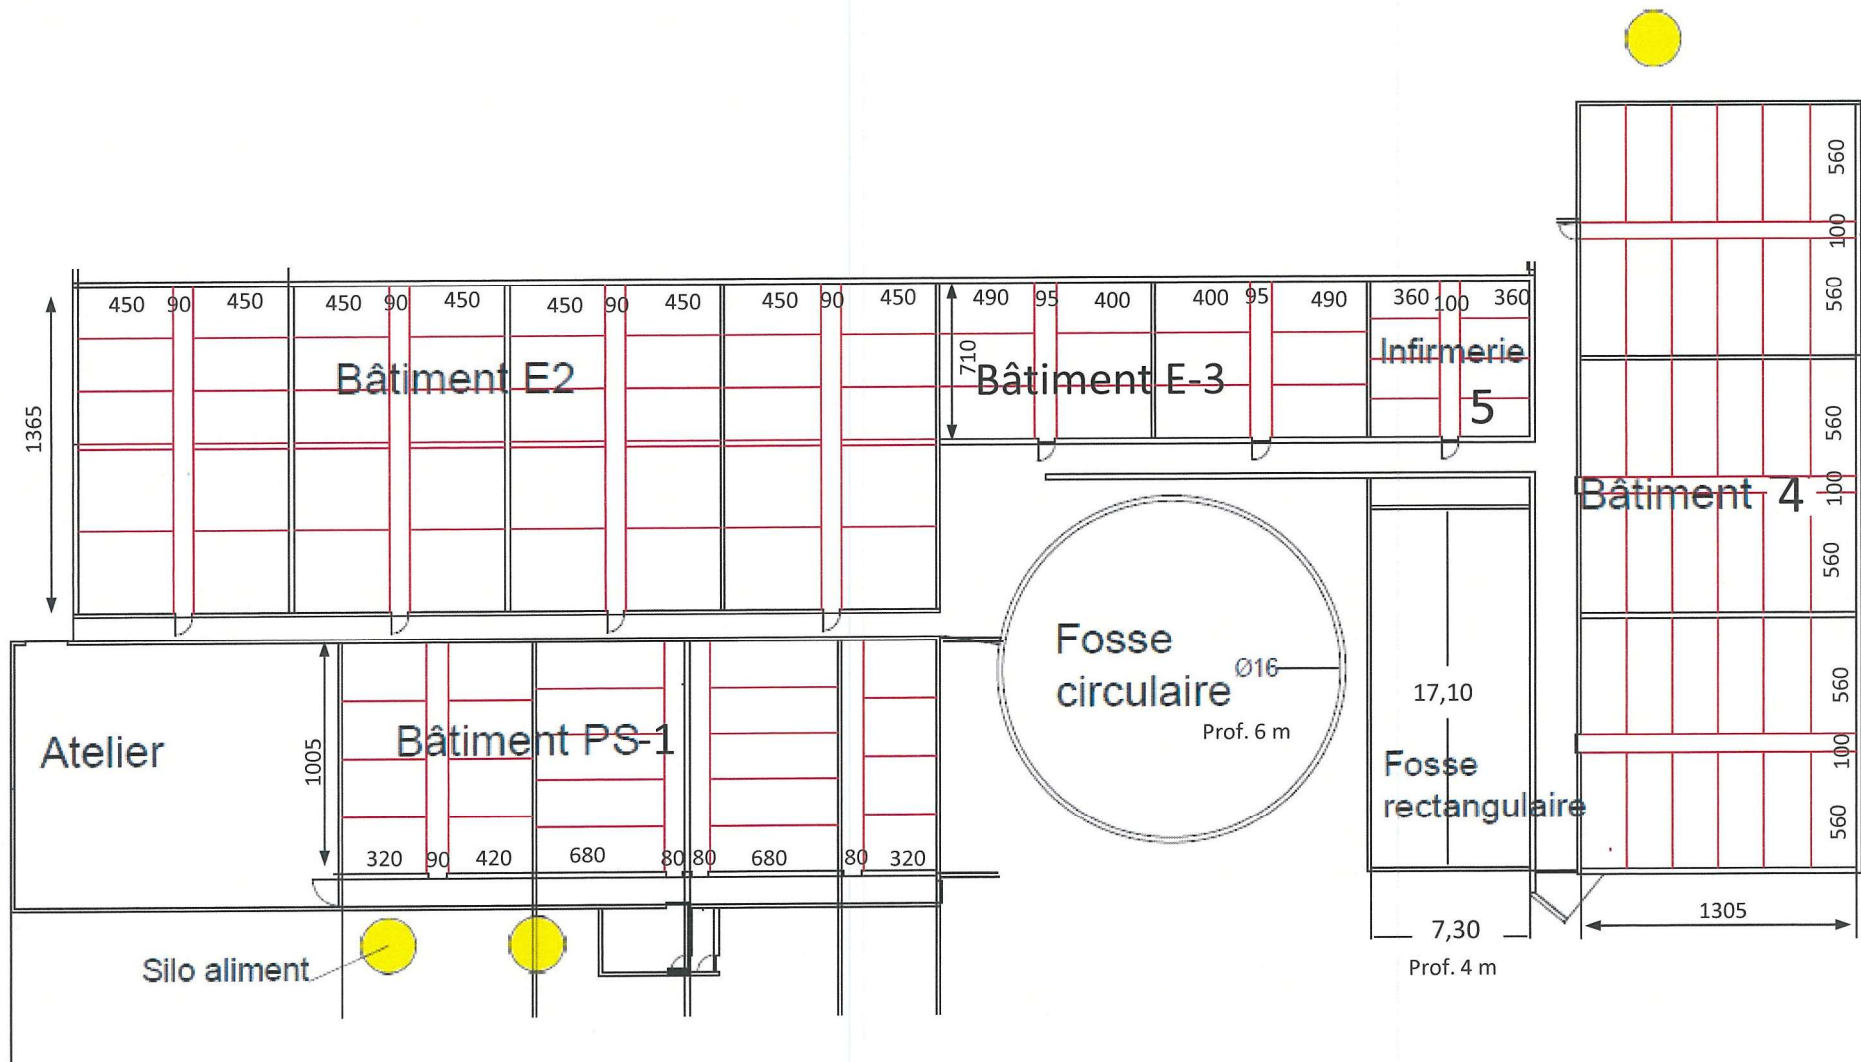 560
100
560
450 90 450 450 90 450 450 90 450 450 90 450 490 95 400 400 95 490 360 100 360
Bâtiment E2
710
Bâtiment E-3
Infirmerie
5
1365
560
Bâtiment 4
100
560
Fosse
circulaire
Ø16
Prof. 6 m
17,10
Fosse
rectangulaire
560
100
560
Atelier
1005
Bâtiment PS-1
320 90 420 680 80 80 680 80 320
Silo aliment
7,30
Prof. 4 m
1305